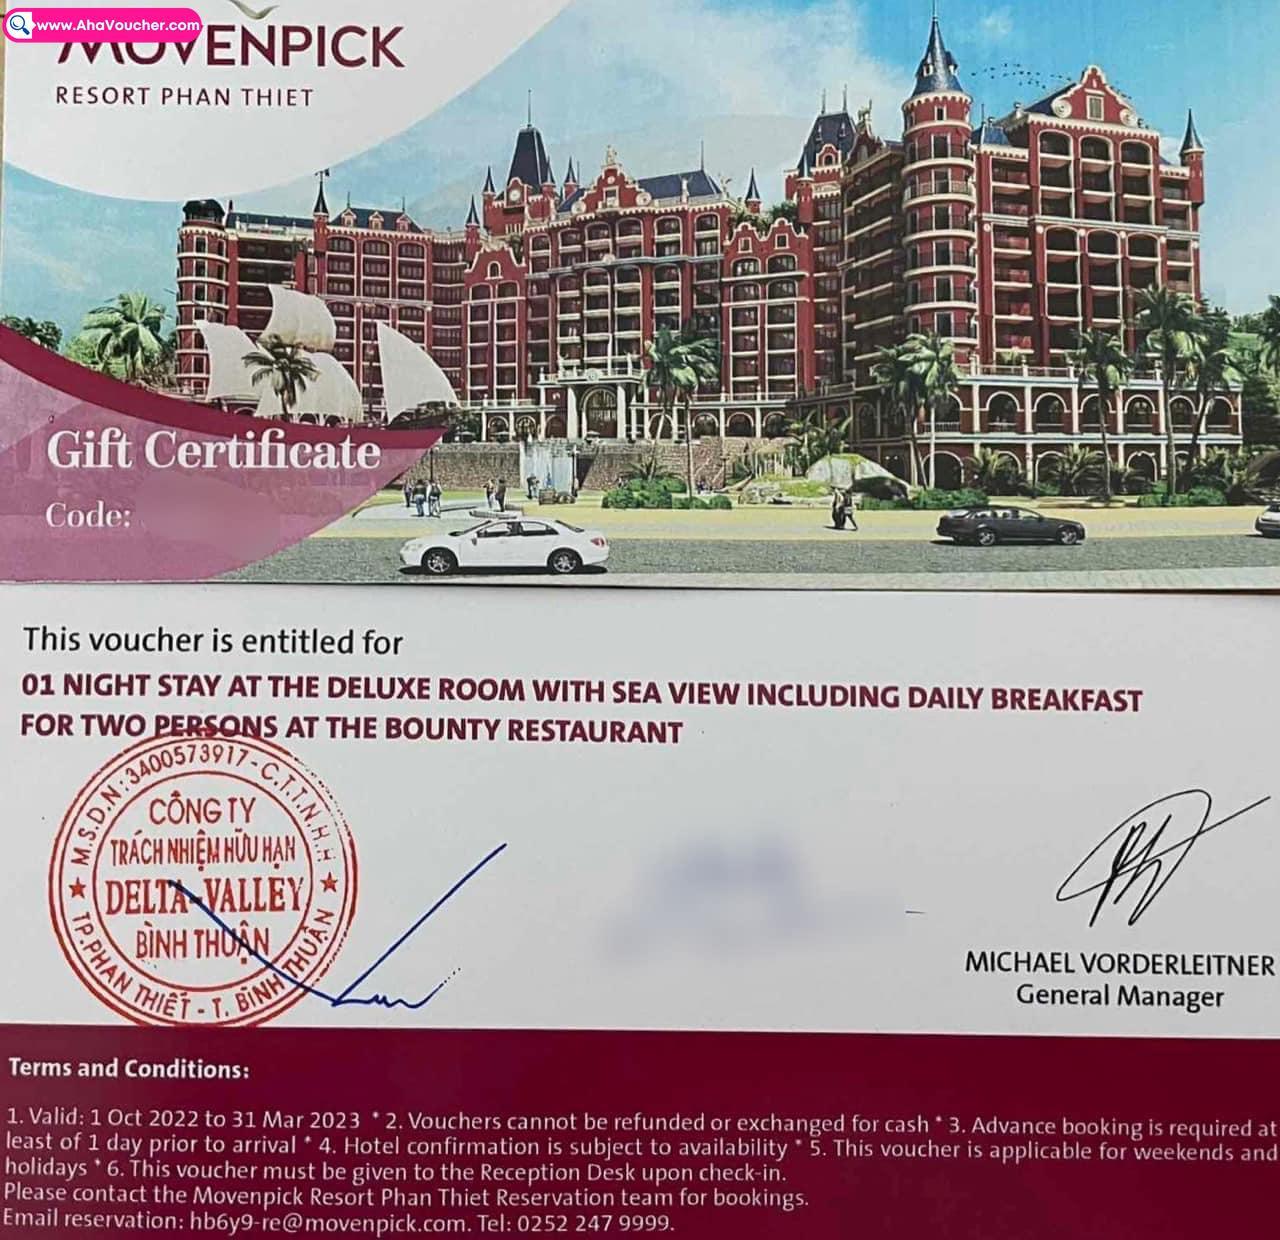 www.AhaVoucher.com
MÖVENPICK
RESORT PHAN THIET
Gift Certificate
Code:
This voucher is entitled for
01 NIGHT STAY AT THE DELUXE ROOM WITH SEA VIEW INCLUDING DAILY BREAKFAST
FOR TWO PERSONS AT THE BOUNTY RESTAURANT
M.S.D.N:3400573917-C.T.T.N.H.H
CÔNG TY
TRÁCH NHIỆM HỮU HẠN
DELTA-VALLEY
BÌNH THUẬN
TP.PHAN THIẾT - T. BÌNH THUẬN
MICHAEL VORDERLEITNER
General Manager
Terms and Conditions:
1. Valid: 1 Oct 2022 to 31 Mar 2023 * 2. Vouchers cannot be refunded or exchanged for cash * 3. Advance booking is required at
least of 1 day prior to arrival * 4. Hotel confirmation is subject to availability * 5. This voucher is applicable for weekends and
holidays * 6. This voucher must be given to the Reception Desk upon check-in.
Please contact the Movenpick Resort Phan Thiet Reservation team for bookings.
Email reservation: hb6y9-re@movenpick.com. Tel: 0252 247 9999.